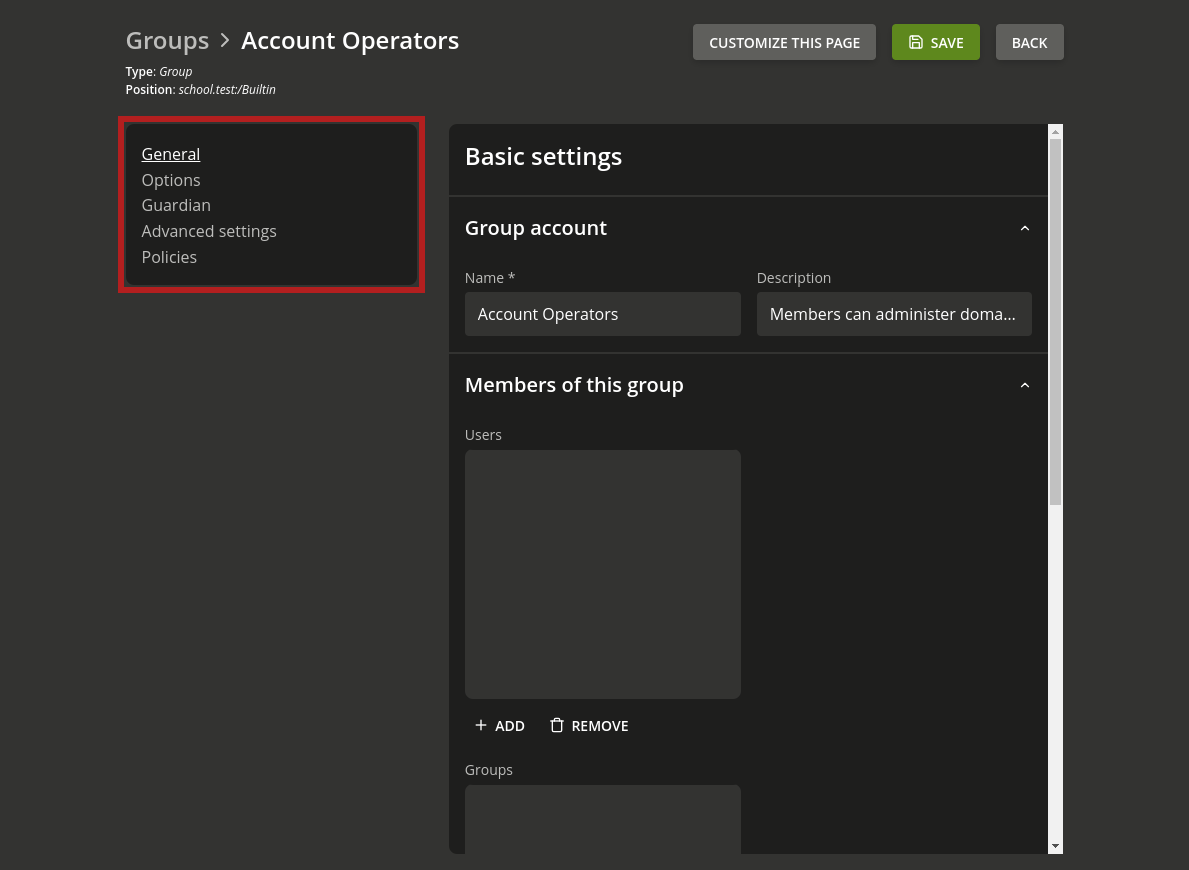 Groups > Account Operators
CUSTOMIZE THIS PAGE
SAVE
BACK
Type: Group
Position: school.test:/Builtin
General
Options
Guardian
Advanced settings
Policies
Basic settings
Group account
Name *
Description
Account Operators
Members can administer doma...
Members of this group
Users
ADD
REMOVE
Groups